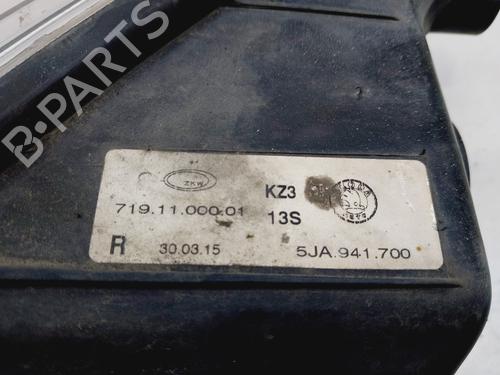 B-PARTS
ZKW
KZ3
719.11.000.01
13S
R
30.03.15
5JA.941.700